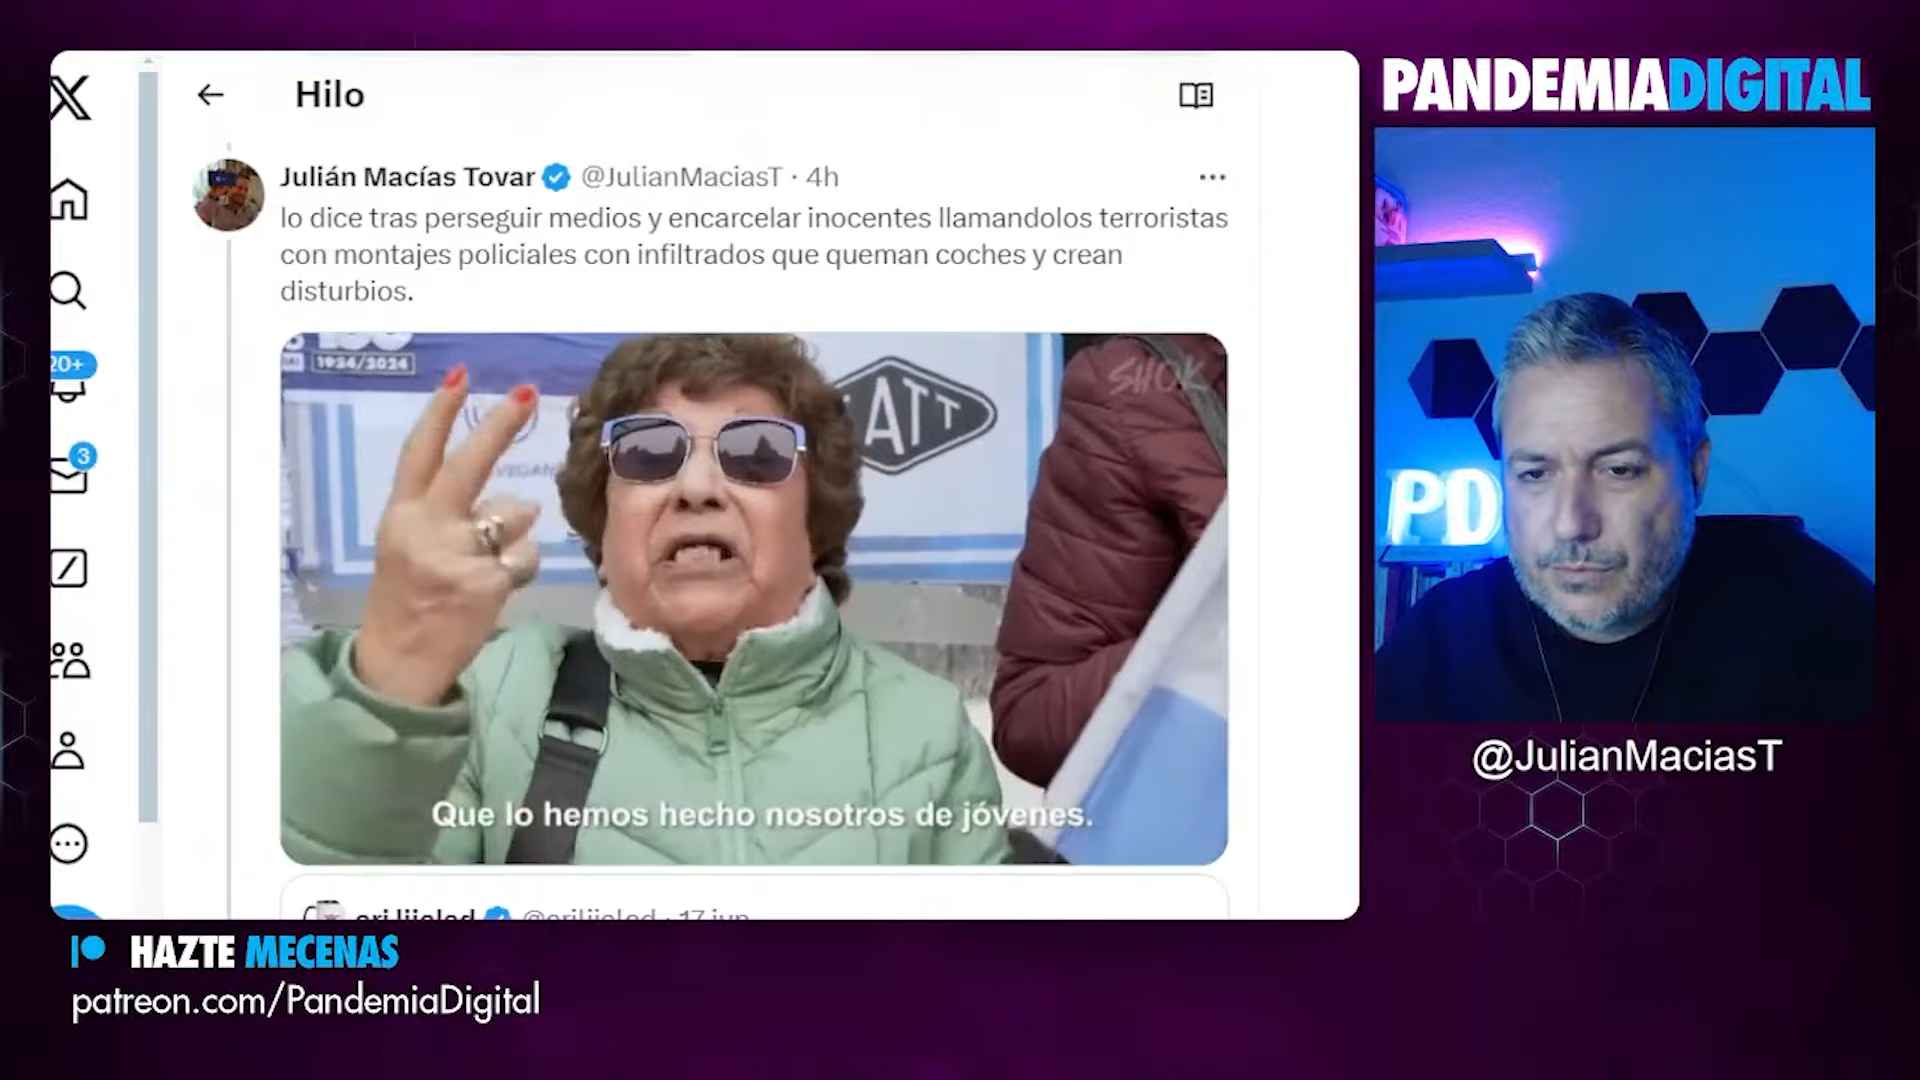 PANDEMIADIGITAL
Hilo
Julián Macías Tovar @JulianMaciasT · 4h
lo dice tras perseguir medios y encarcelar inocentes llamandolos terroristas
con montajes policiales con infiltrados que queman coches y crean
disturbios.
20+
3
1924/2024
SHOK
ATT
Que lo hemos hecho nosotros de jóvenes.
PD
@JulianMaciasT
HAZTE MECENAS
patreon.com/PandemiaDigital